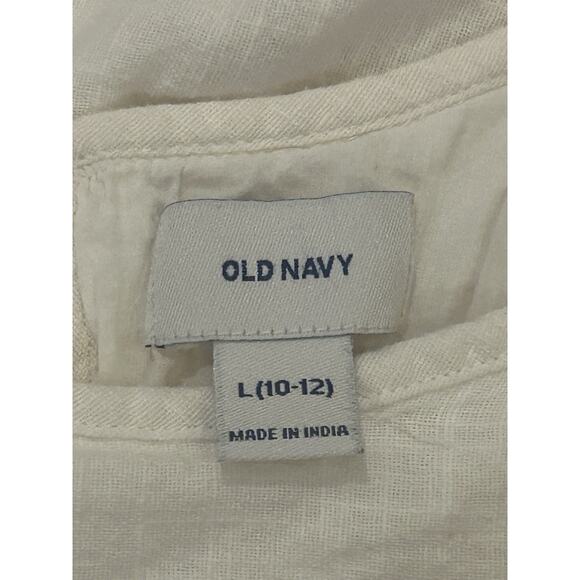 OLD NAVY
L (10-12)
MADE IN INDIA